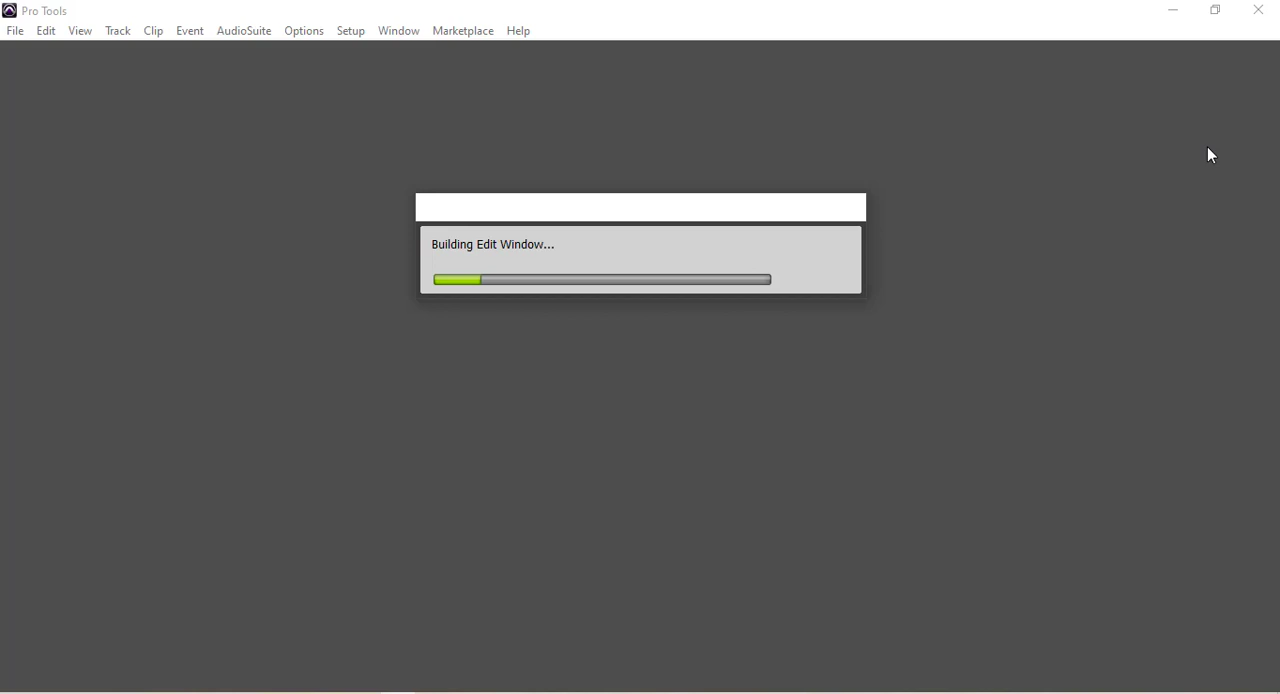 Pro Tools
File Edit View Track Clip Event AudioSuite Options Setup Window Marketplace Help
Building Edit Window...